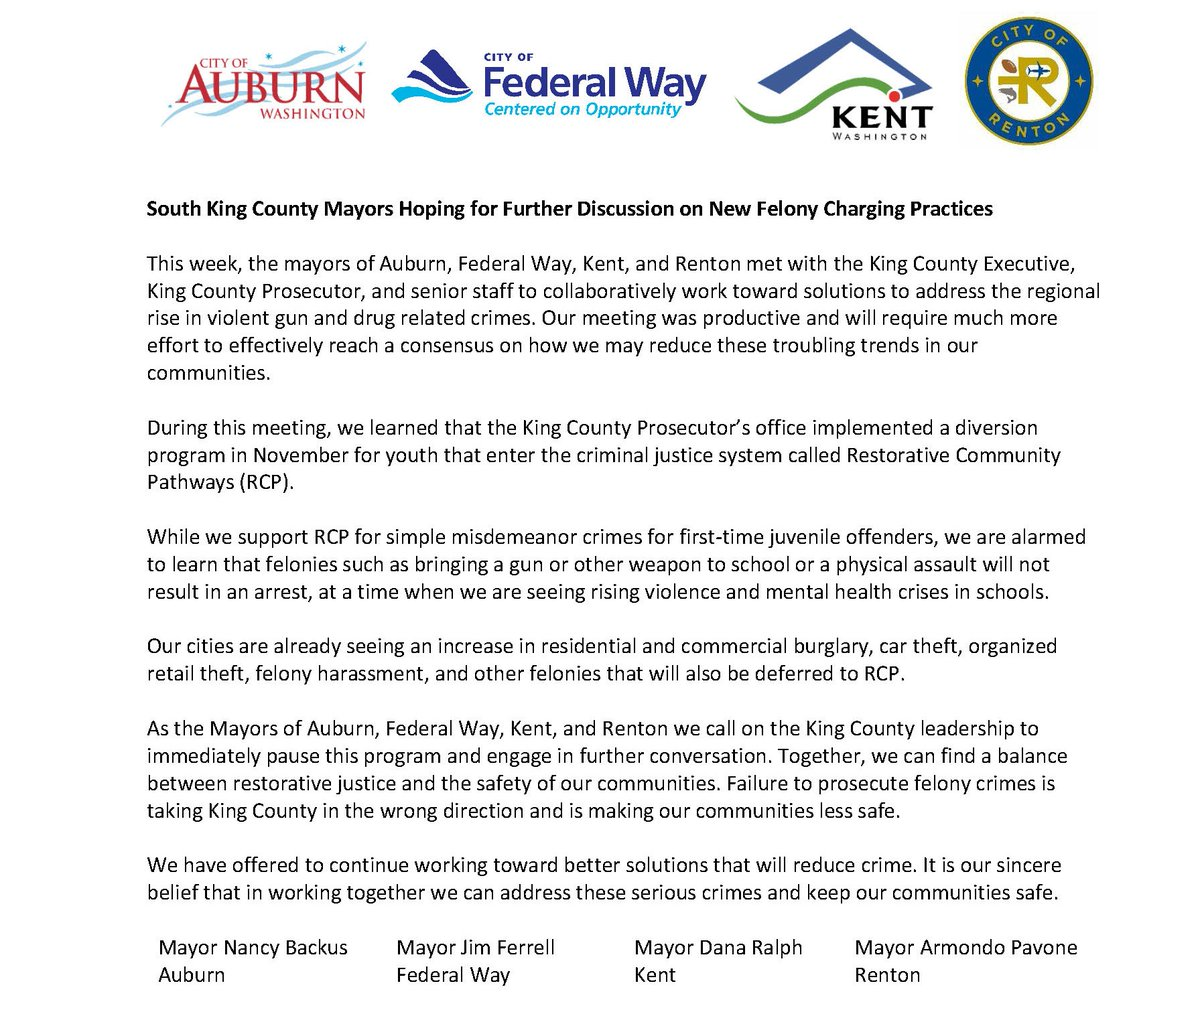 CITY OF
AUBURN
WASHINGTON
CITY OF
Federal Way
Centered on Opportunity
KENT
WASHINGTON
CITY OF
R
RENTON
South King County Mayors Hoping for Further Discussion on New Felony Charging Practices
This week, the mayors of Auburn, Federal Way, Kent, and Renton met with the King County Executive,
King County Prosecutor, and senior staff to collaboratively work toward solutions to address the regional
rise in violent gun and drug related crimes. Our meeting was productive and will require much more
effort to effectively reach a consensus on how we may reduce these troubling trends in our
communities.
During this meeting, we learned that the King County Prosecutor’s office implemented a diversion
program in November for youth that enter the criminal justice system called Restorative Community
Pathways (RCP).
While we support RCP for simple misdemeanor crimes for first-time juvenile offenders, we are alarmed
to learn that felonies such as bringing a gun or other weapon to school or a physical assault will not
result in an arrest, at a time when we are seeing rising violence and mental health crises in schools.
Our cities are already seeing an increase in residential and commercial burglary, car theft, organized
retail theft, felony harassment, and other felonies that will also be deferred to RCP.
As the Mayors of Auburn, Federal Way, Kent, and Renton we call on the King County leadership to
immediately pause this program and engage in further conversation. Together, we can find a balance
between restorative justice and the safety of our communities. Failure to prosecute felony crimes is
taking King County in the wrong direction and is making our communities less safe.
We have offered to continue working toward better solutions that will reduce crime. It is our sincere
belief that in working together we can address these serious crimes and keep our communities safe.
Mayor Nancy Backus
Auburn
Mayor Jim Ferrell
Federal Way
Mayor Dana Ralph
Kent
Mayor Armondo Pavone
Renton